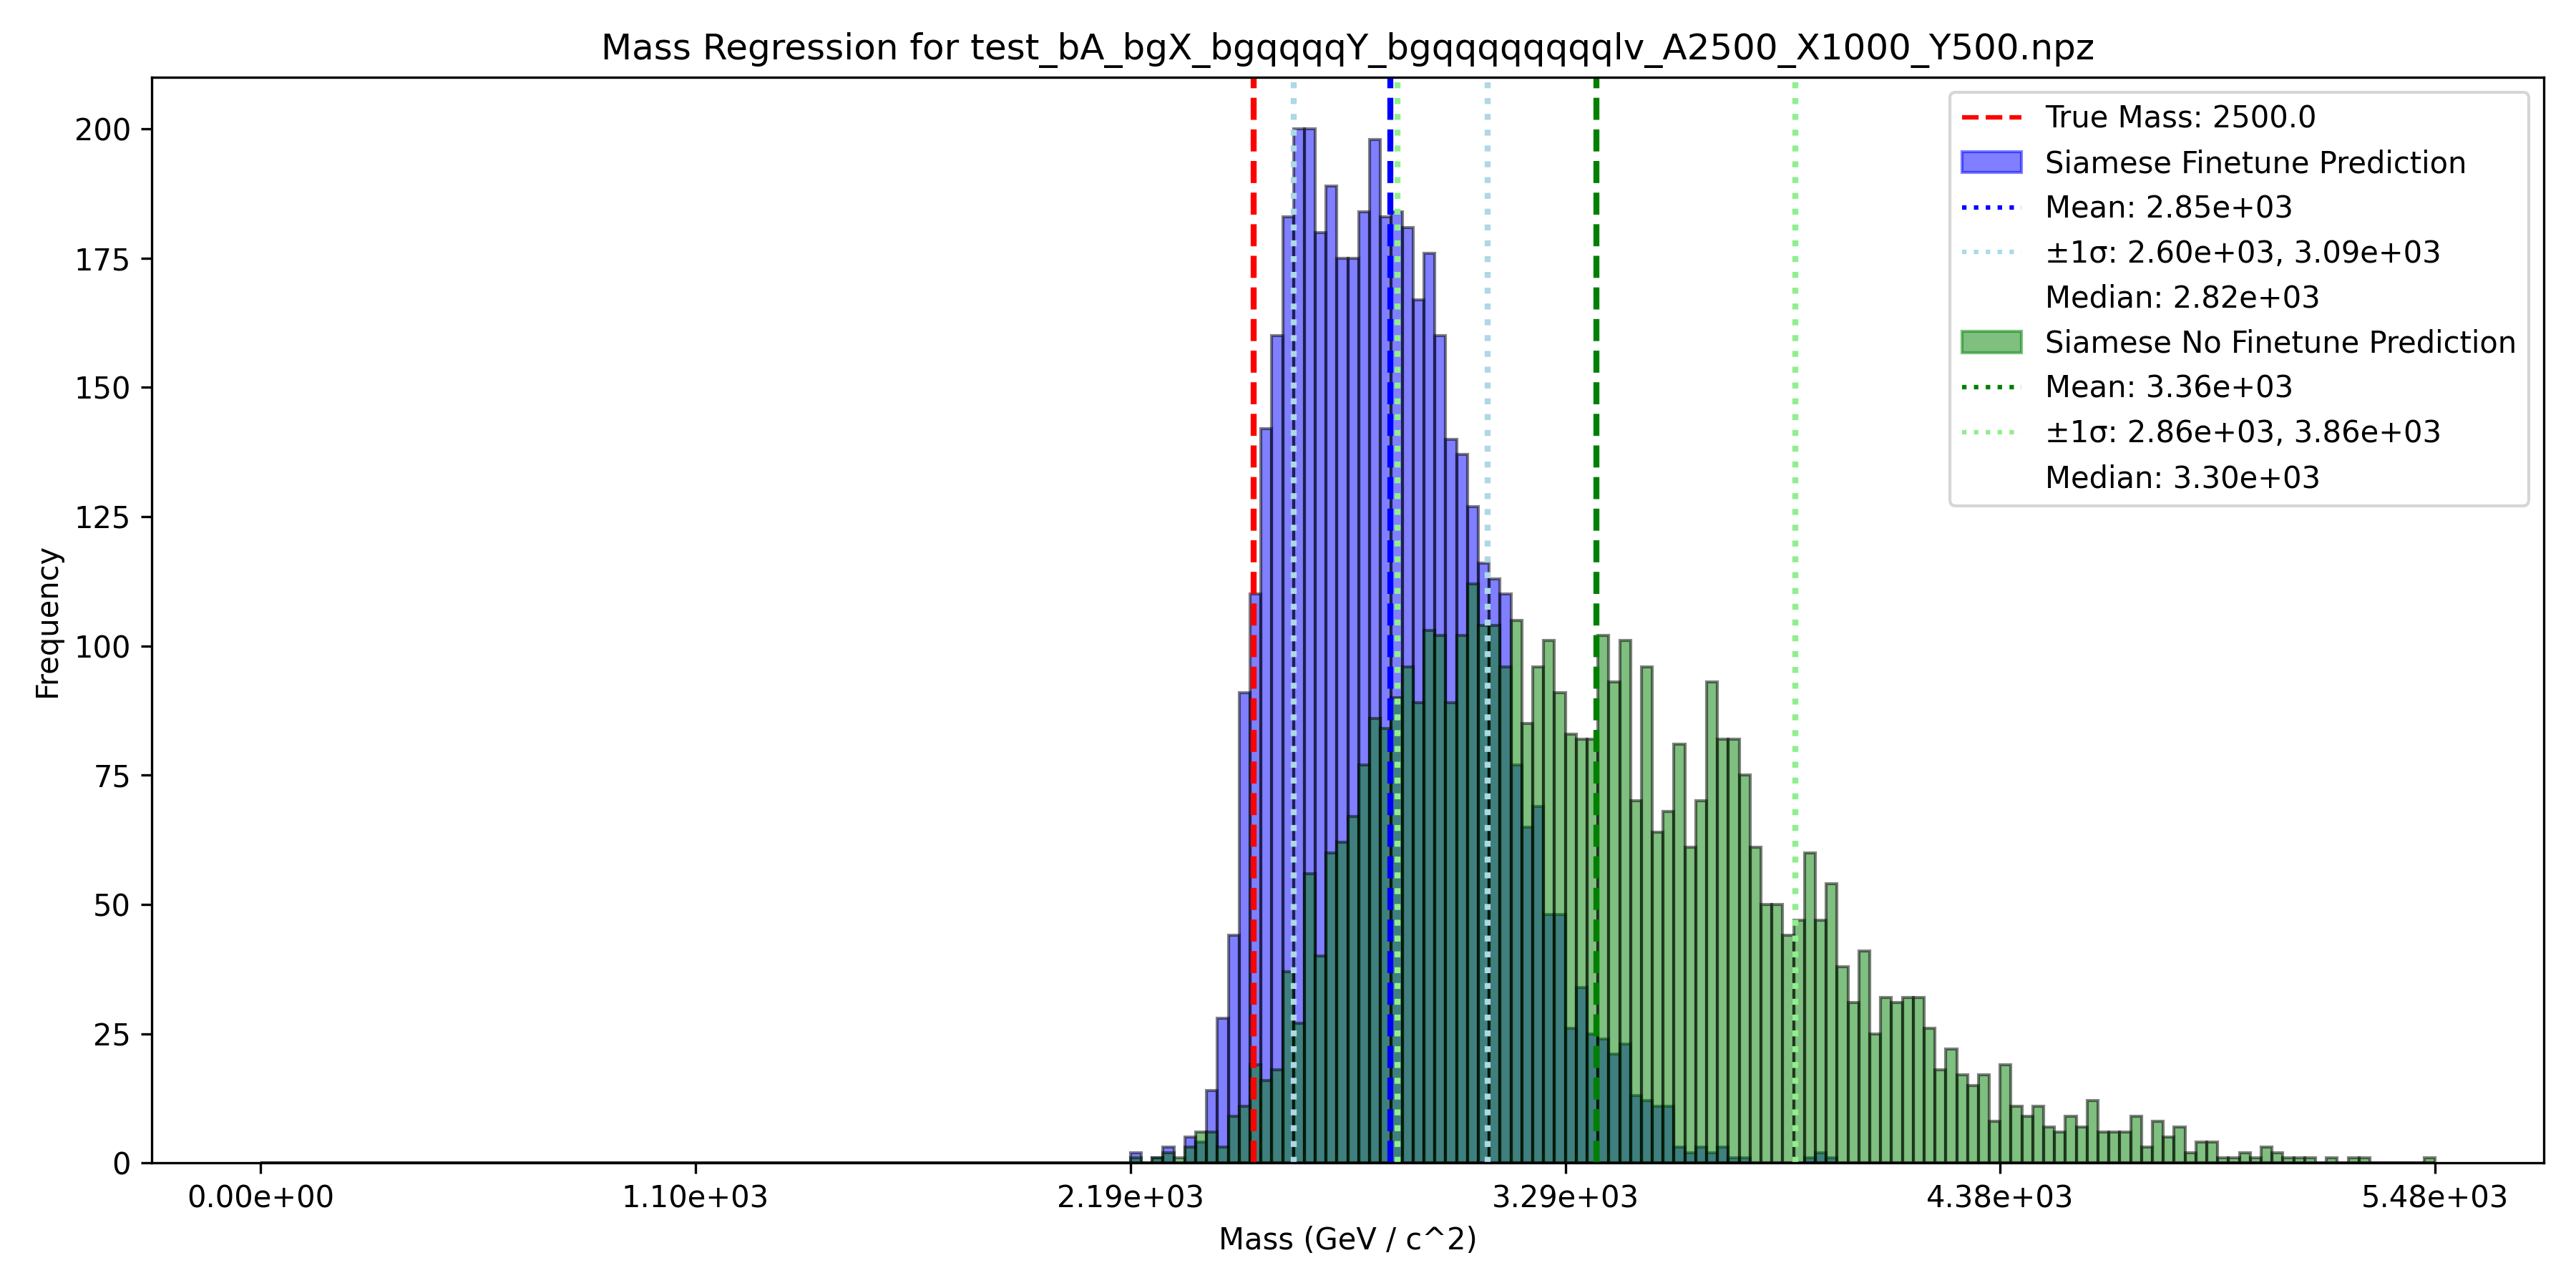 Mass Regression for test_bA_bgX_bgqqqqY_bgqqqqqqqqlv_A2500_X1000_Y500.npz
True Mass: 2500.0
Siamese Finetune Prediction
Mean: 2.85e+03
±1σ: 2.60e+03, 3.09e+03
Median: 2.82e+03
Siamese No Finetune Prediction
Mean: 3.36e+03
±1σ: 2.86e+03, 3.86e+03
Median: 3.30e+03
Frequency
200
175
150
125
100
75
50
25
0
0.00e+00 1.10e+03 2.19e+03 3.29e+03 4.38e+03 5.48e+03
Mass (GeV / c^2)